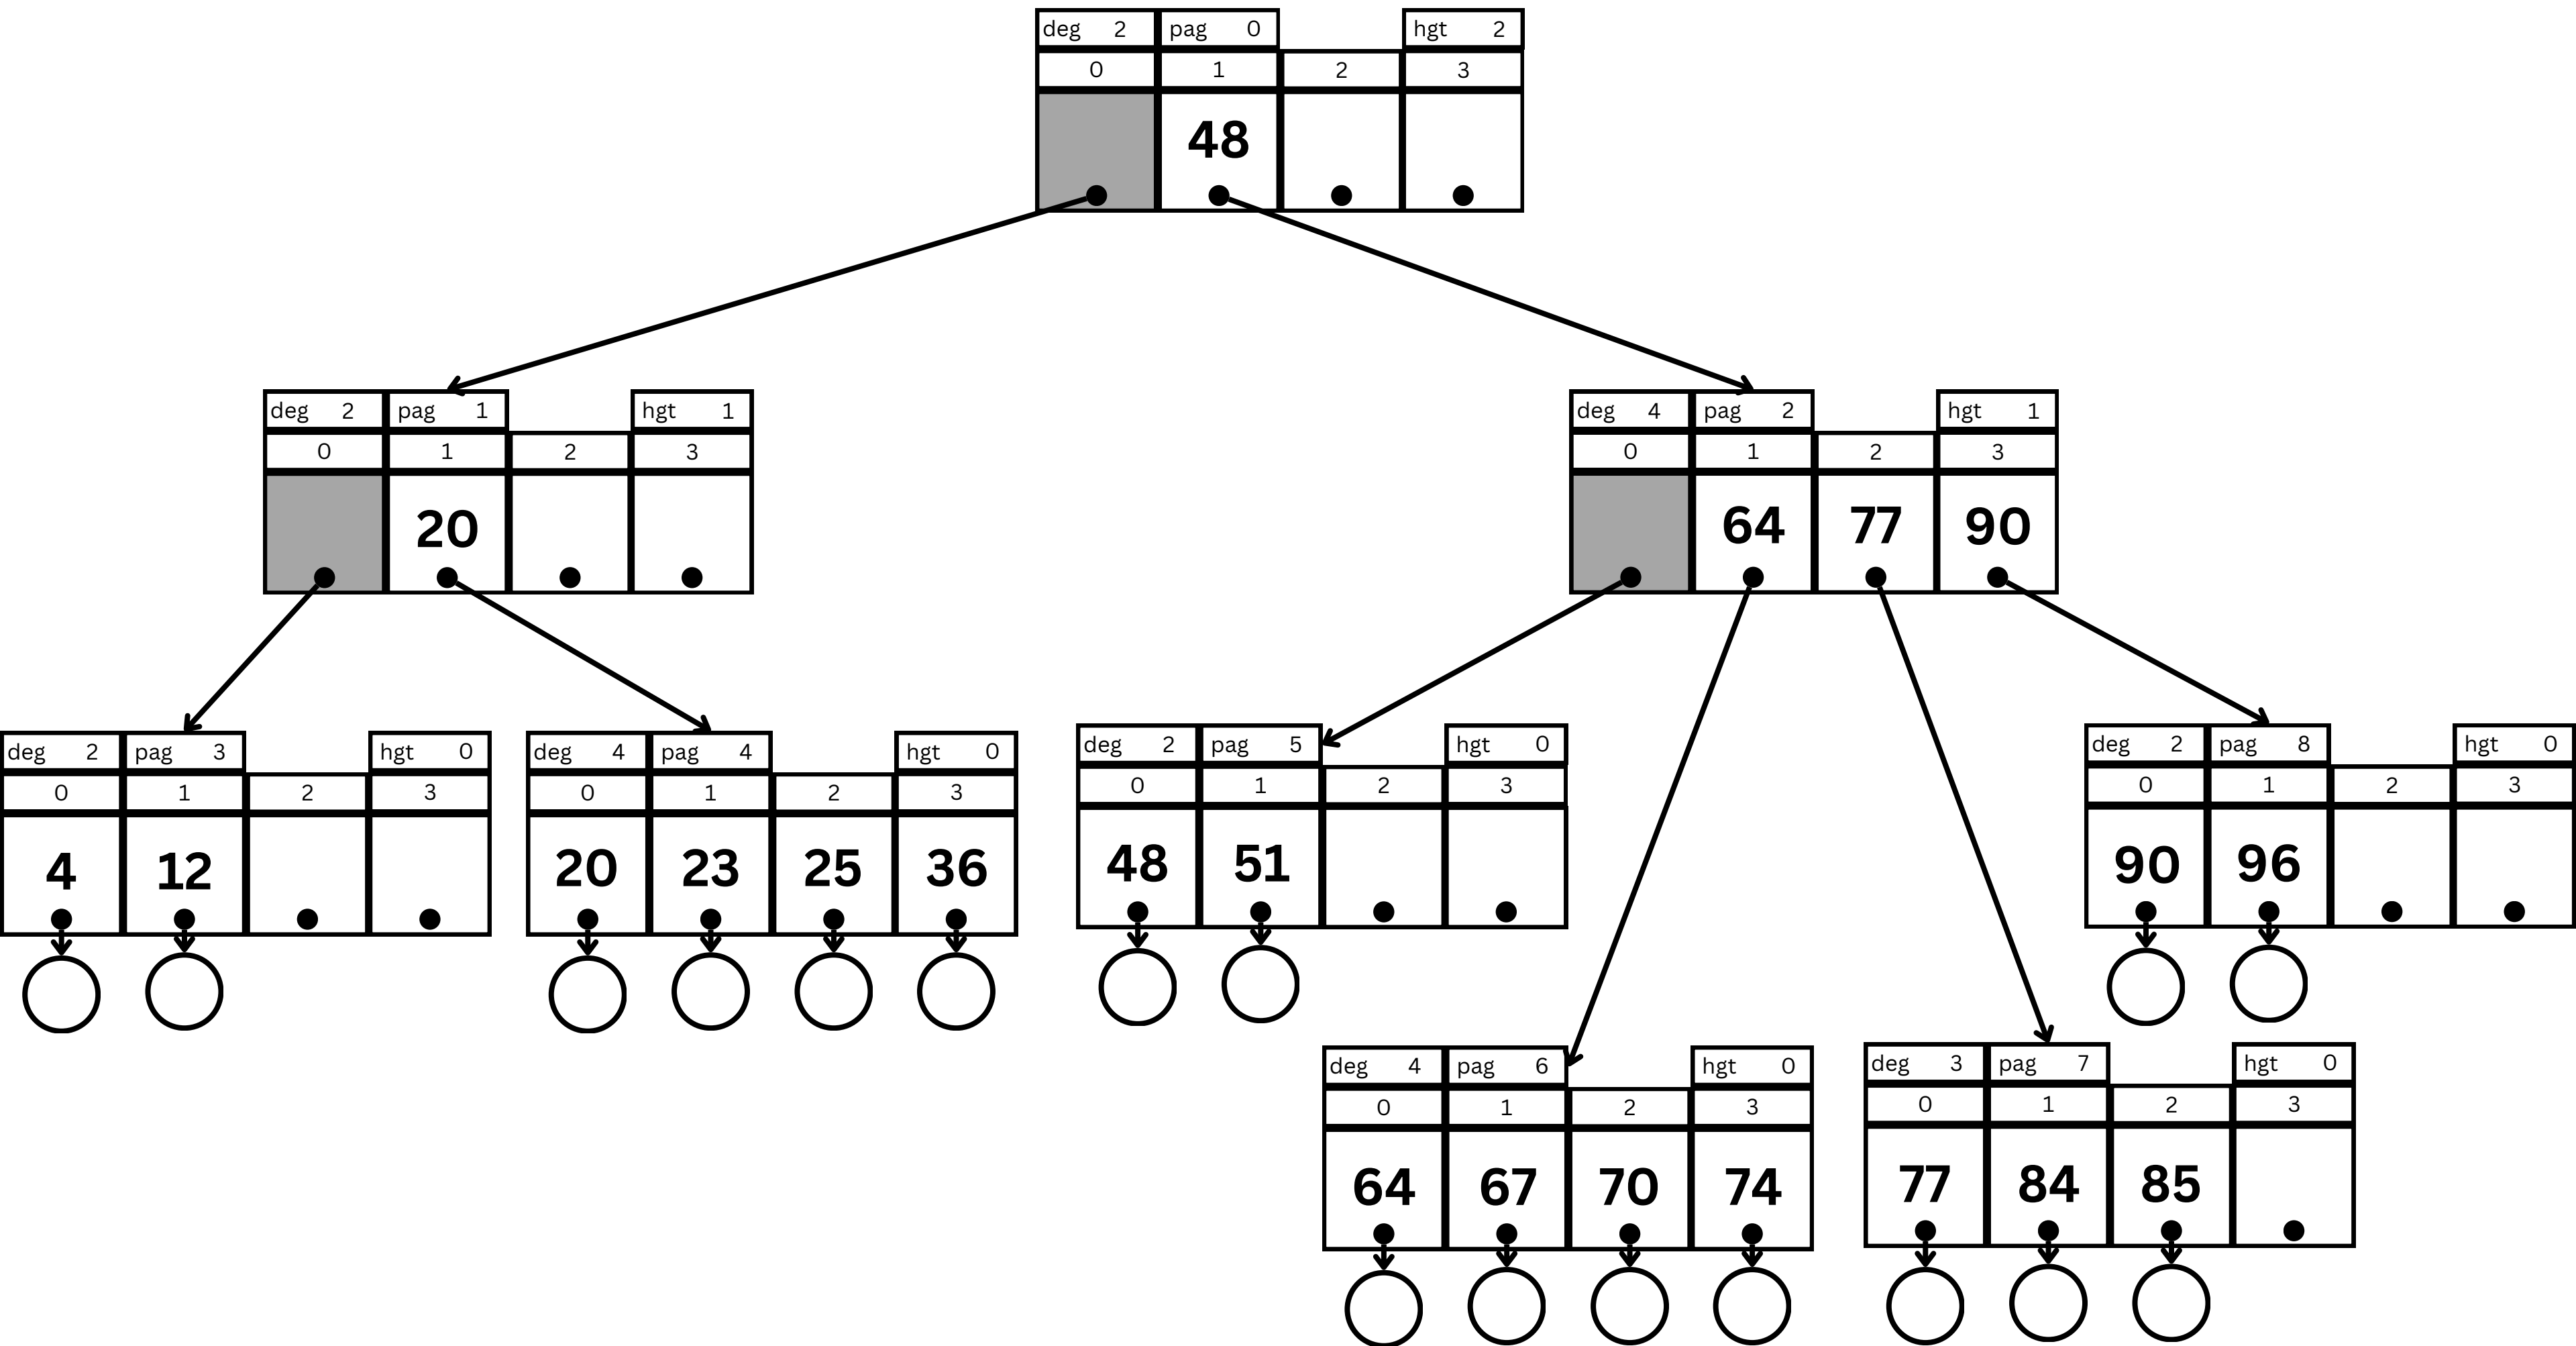 deg 2 pag 0 hgt 2
0 1 2 3
48
deg 2 pag 1 hgt 1
0 1 2 3
20
deg 4 pag 2 hgt 1
0 1 2 3
64 77 90
deg 2 pag 3 hgt 0
0 1 2 3
4 12
deg 4 pag 4 hgt 0
0 1 2 3
20 23 25 36
deg 2 pag 5 hgt 0
0 1 2 3
48 51
deg 2 pag 8 hgt 0
0 1 2 3
90 96
deg 4 pag 6 hgt 0
0 1 2 3
64 67 70 74
deg 3 pag 7 hgt 0
0 1 2 3
77 84 85